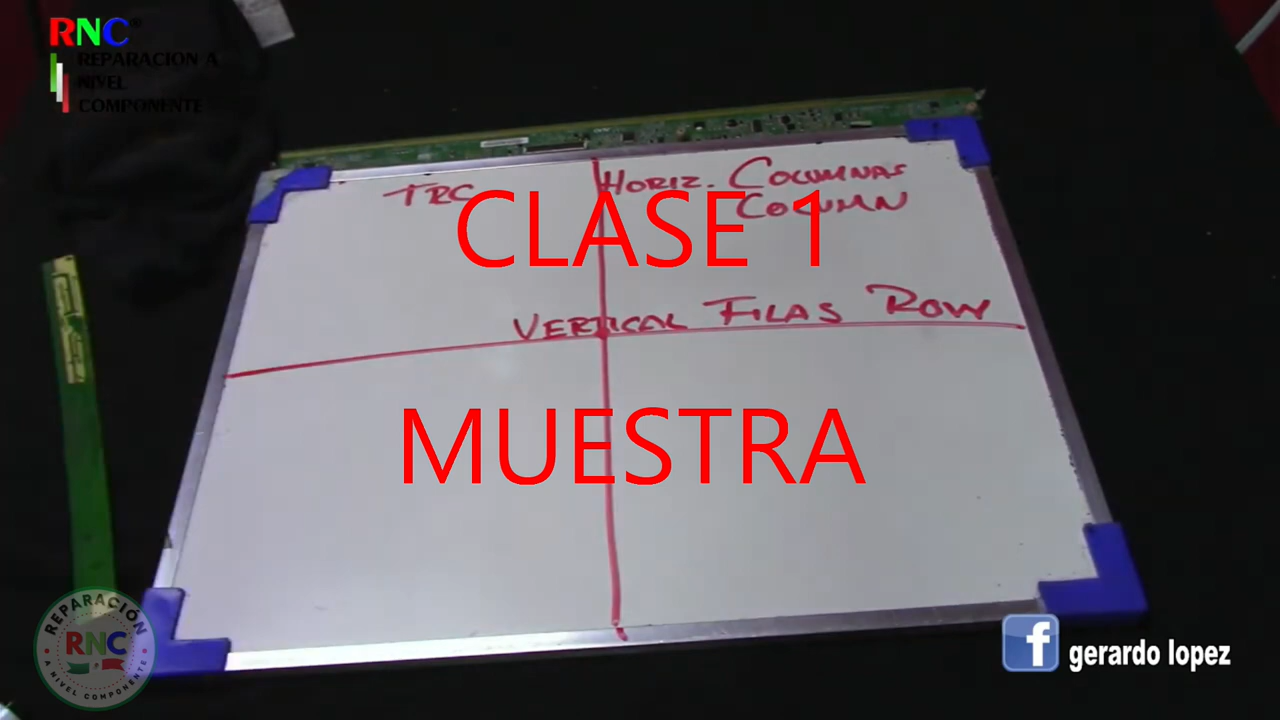 RNC®
REPARACION A
NIVEL
COMPONENTE
TRC
HORIZ. COLUMNAS
COLUMN
CLASE 1
VERTICAL FILAS ROW
MUESTRA
REPARACIÓN
RNC
A NIVEL COMPONENTE
f gerardo lopez